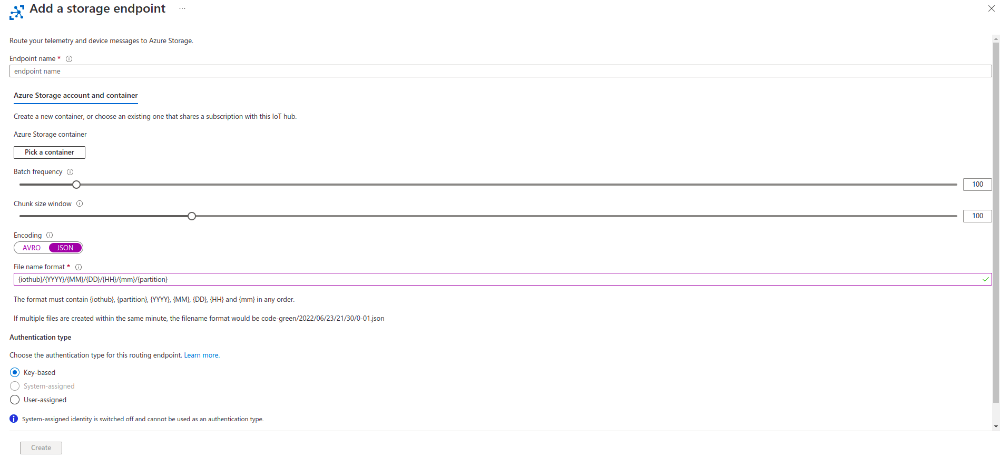 Add a storage endpoint ...
Route your telemetry and device messages to Azure Storage.
Endpoint name *
endpoint name
Azure Storage account and container
Create a new container, or choose an existing one that shares a subscription with this IoT hub.
Azure Storage container
Pick a container
Batch frequency
100
Chunk size window
100
Encoding
AVRO JSON
File name format *
{iothub}/{YYYY}/{MM}/{DD}/{HH}/{mm}/{partition}
The format must contain {iothub}, {partition}, {YYYY}, {MM}, {DD}, {HH} and {mm} in any order.
If multiple files are created within the same minute, the filename format would be code-green/2022/06/23/21/30/0-01.json
Authentication type
Choose the authentication type for this routing endpoint. Learn more.
Key-based
System-assigned
User-assigned
System-assigned identity is switched off and cannot be used as an authentication type.
Create